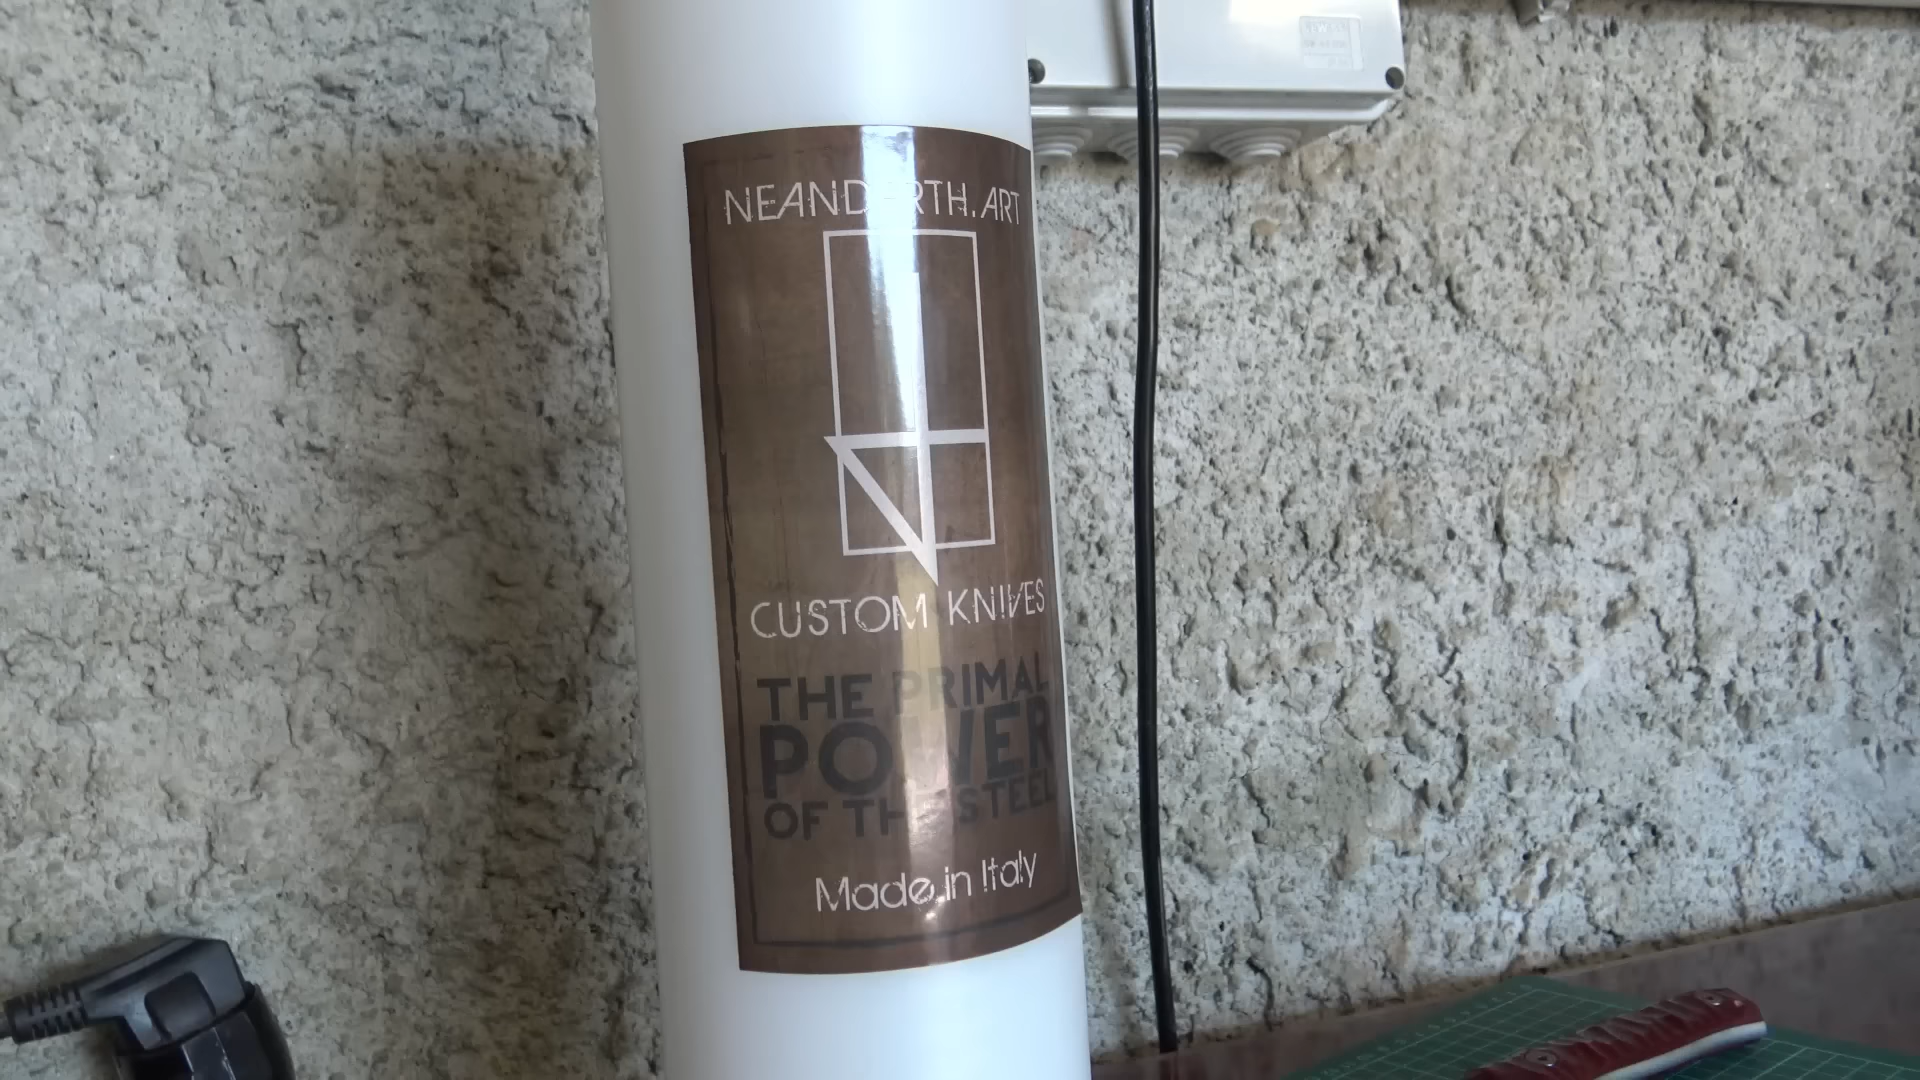 NEANDERTH.ART
CUSTOM KNIVES
THE PRIMAL
POWER
OF THE STEEL
Made in Italy